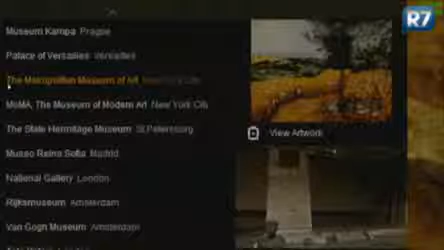 R7
Museum Kampa Prague
Palace of Versailles Versailles
The Metropolitan Museum of Art
MoMA, The Museum of Modern Art New York City
The State Hermitage Museum St Petersburg
View Artwork
Museo Reina Sofia Madrid
National Gallery London
Rijksmuseum Amsterdam
Van Gogh Museum Amsterdam